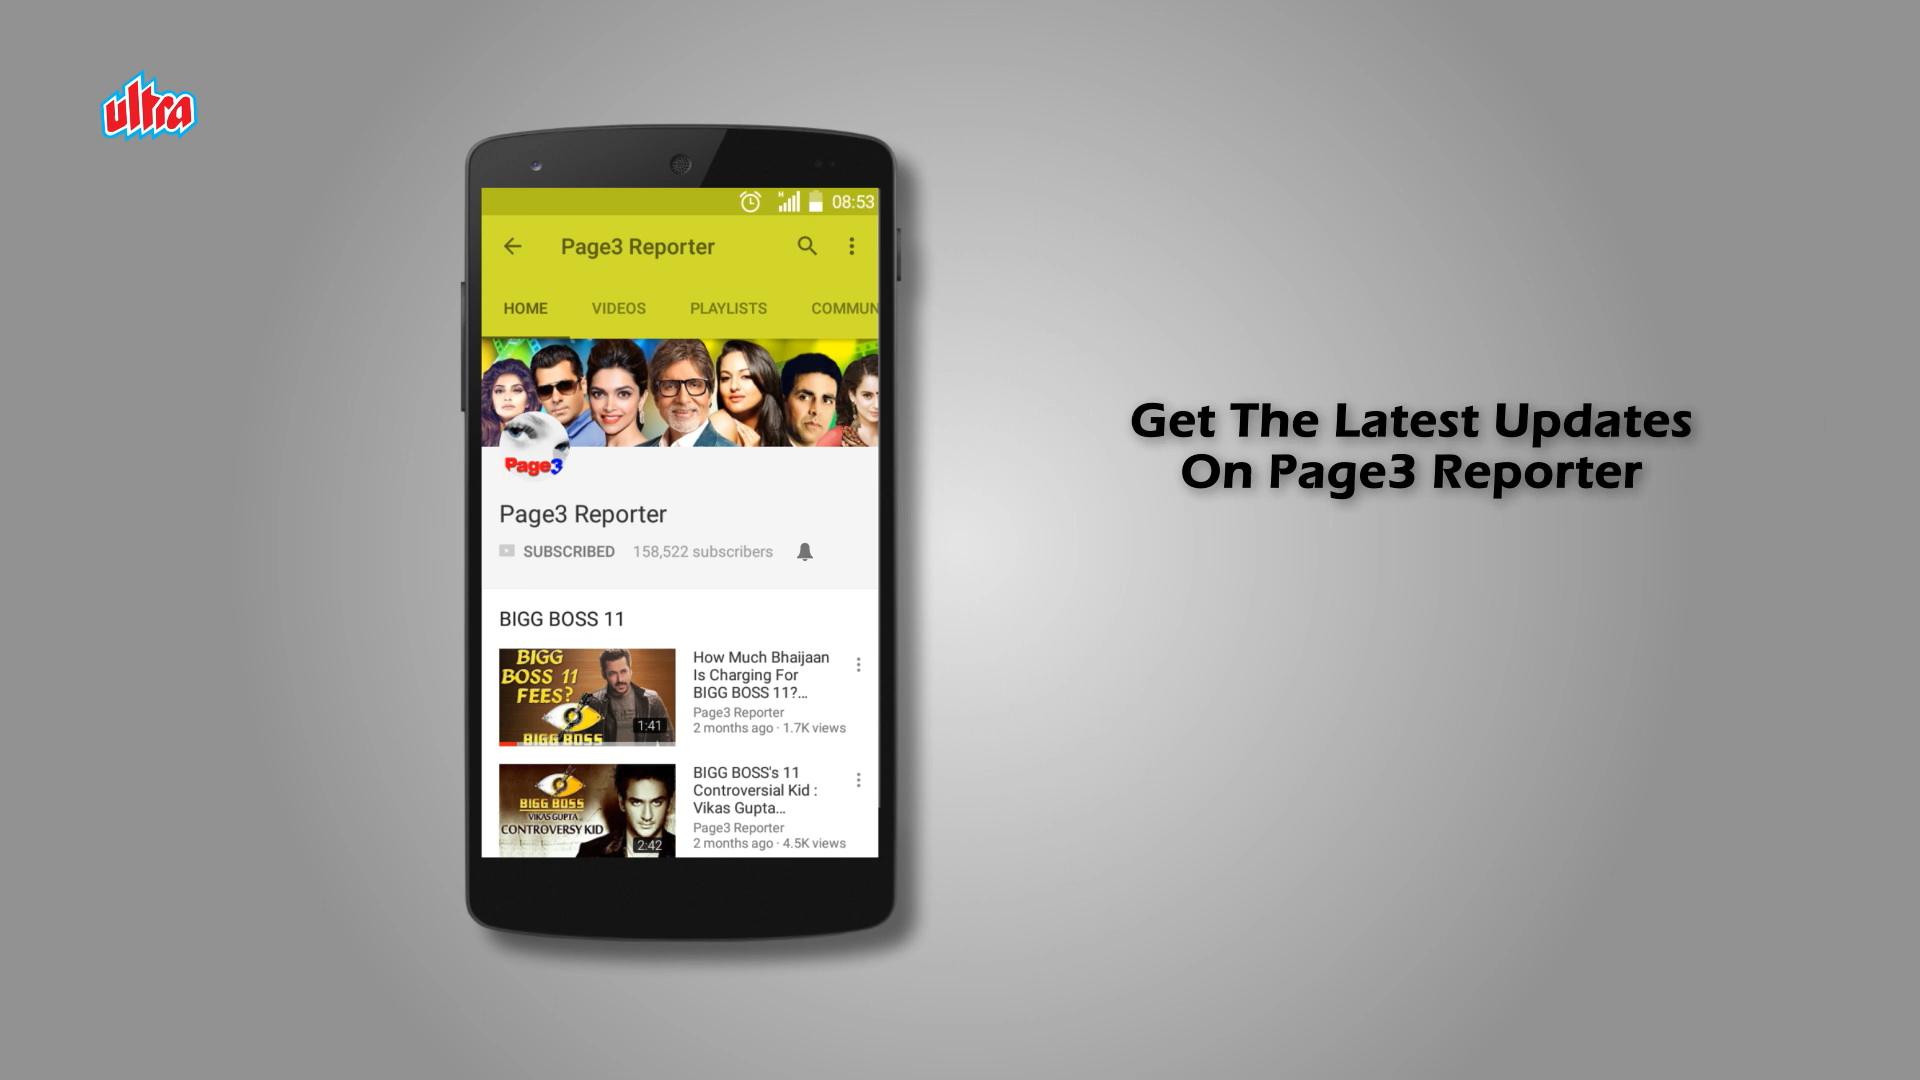 ultra
08:53
Page3 Reporter
HOME VIDEOS PLAYLISTS COMMUN
Page3
Page3 Reporter
SUBSCRIBED 158,522 subscribers
BIGG BOSS 11
BIGG
BOSS 11
FEES?
BIGG BOSS
1:41
How Much Bhaijaan
Is Charging For
BIGG BOSS 11?...
Page3 Reporter
2 months ago · 1.7K views
BIGG BOSS
VIKAS GUPTA
CONTROVERSY KID
2:42
BIGG BOSS's 11
Controversial Kid :
Vikas Gupta...
Page3 Reporter
2 months ago · 4.5K views
Get The Latest Updates
On Page3 Reporter